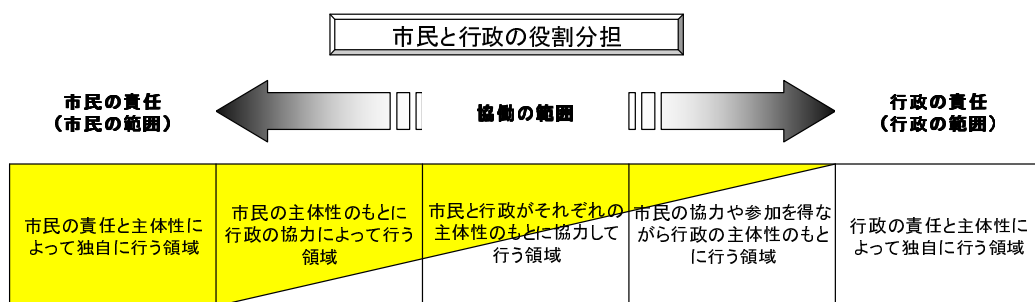 市民と行政の役割分担
市民の責任
(市民の範囲)
協働の範囲
行政の責任
(行政の範囲)
市民の責任と主体性に
よって独自に行う領域
市民の主体性のもとに
行政の協力によって行う
領域
市民と行政がそれぞれの
主体性のもとに協力して
行う領域
市民の協力や参加を得な
がら行政の主体性のもと
に行う領域
行政の責任と主体性に
よって独自に行う領域